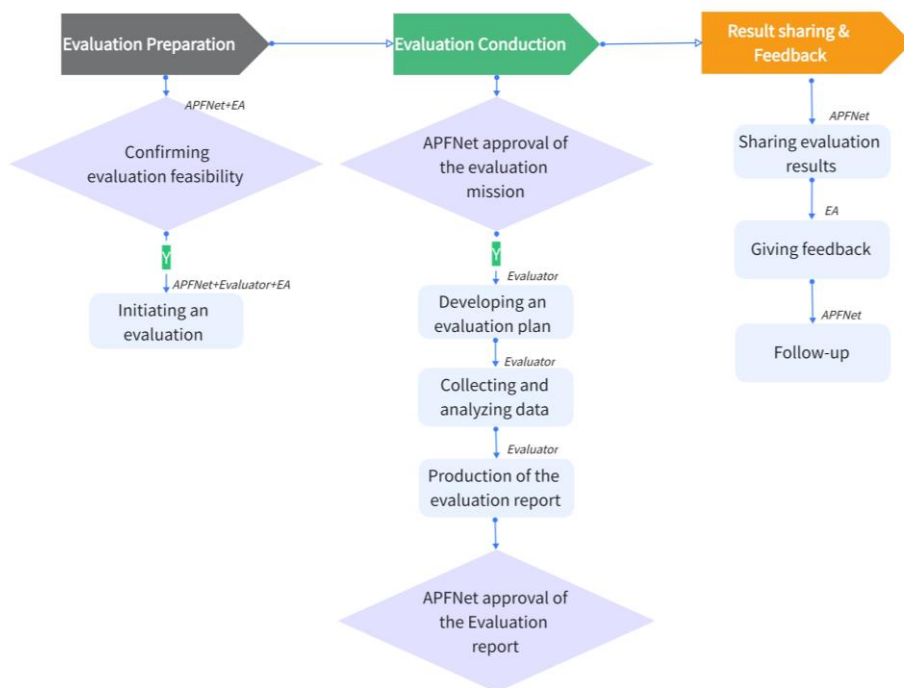 Evaluation Preparation
APFNet+EA
Confirming
evaluation feasibility
Y
APFNet+Evaluator+EA
Initiating an
evaluation
Evaluation Conduction
APFNet approval of
the evaluation
mission
Y
Evaluator
Developing an
evaluation plan
Evaluator
Collecting and
analyzing data
Evaluator
Production of the
evaluation report
APFNet approval of
the Evaluation
report
Result sharing &
Feedback
APFNet
Sharing evaluation
results
EA
Giving feedback
APFNet
Follow-up